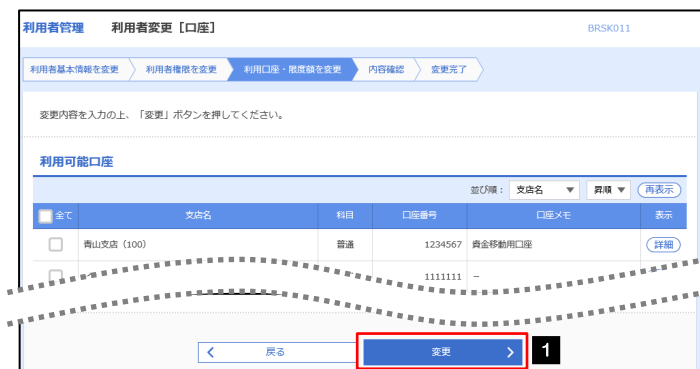 利用者管理 利用者変更［口座］ BRSK011
利用者基本情報を変更 利用者権限を変更 利用口座・限度額を変更 内容確認 変更完了
変更内容を入力の上、「変更」ボタンを押してください。
利用可能口座
並び順： 支店名 ▼ 昇順 ▼ 再表示
全て 支店名 科目 口座番号 口座メモ 表示
青山支店（100） 普通 1234567 資金移動用口座 詳細
1111111 －
戻る 変更 1